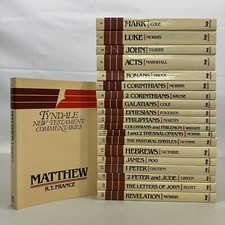 TYNDALE
NEW TESTAMENT
COMMENTARIES
MATTHEW
R.T. FRANCE
MARK COLE
LUKE MORRIS
JOHN TASKER
ACTS MARSHALL
ROMANS BRUCE
1 CORINTHIANS MORRIS
2 CORINTHIANS KRUSE
GALATIANS COLE
EPHESIANS FOULKES
PHILIPPIANS MARTIN
COLOSSIANS AND PHILEMON WRIGHT
1 and 2 THESSALONIANS MORRIS
THE PASTORAL EPISTLES GUTHRIE
HEBREWS GUTHRIE
JAMES MOO
1 PETER GRUDEM
2 PETER and JUDE GREEN
THE LETTERS OF JOHN STOTT
REVELATION MORRIS